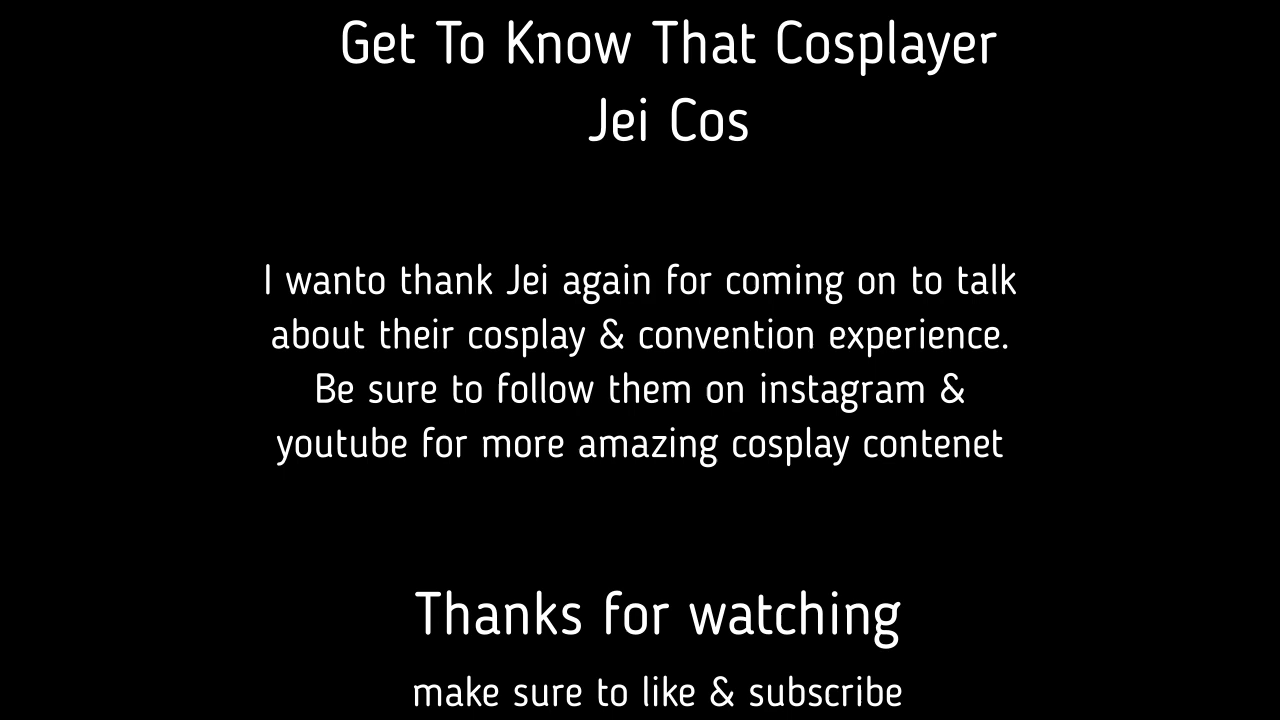 Get To Know That Cosplayer
Jei Cos
I wanto thank Jei again for coming on to talk
about their cosplay & convention experience.
Be sure to follow them on instagram &
youtube for more amazing cosplay contenet
Thanks for watching
make sure to like & subscribe